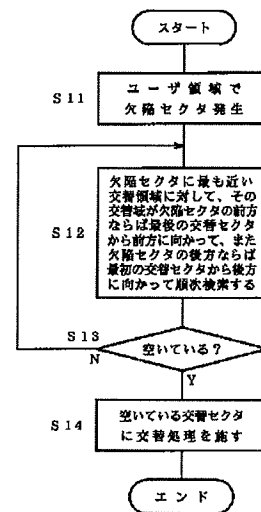 スタート
S11
ユーザ領域で
欠陥セクタ発生
S12
欠陥セクタに最も近い
交替領域に対して、その
交替域が欠陥セクタの前方
ならば最後の交替セクタ
から前方に向かって、また
欠陥セクタの後方ならば
最初の交替セクタから後方
に向かって順次検索する
S13
空いている?
N
Y
S14
空いている交替セクタ
に交替処理を施す
エンド